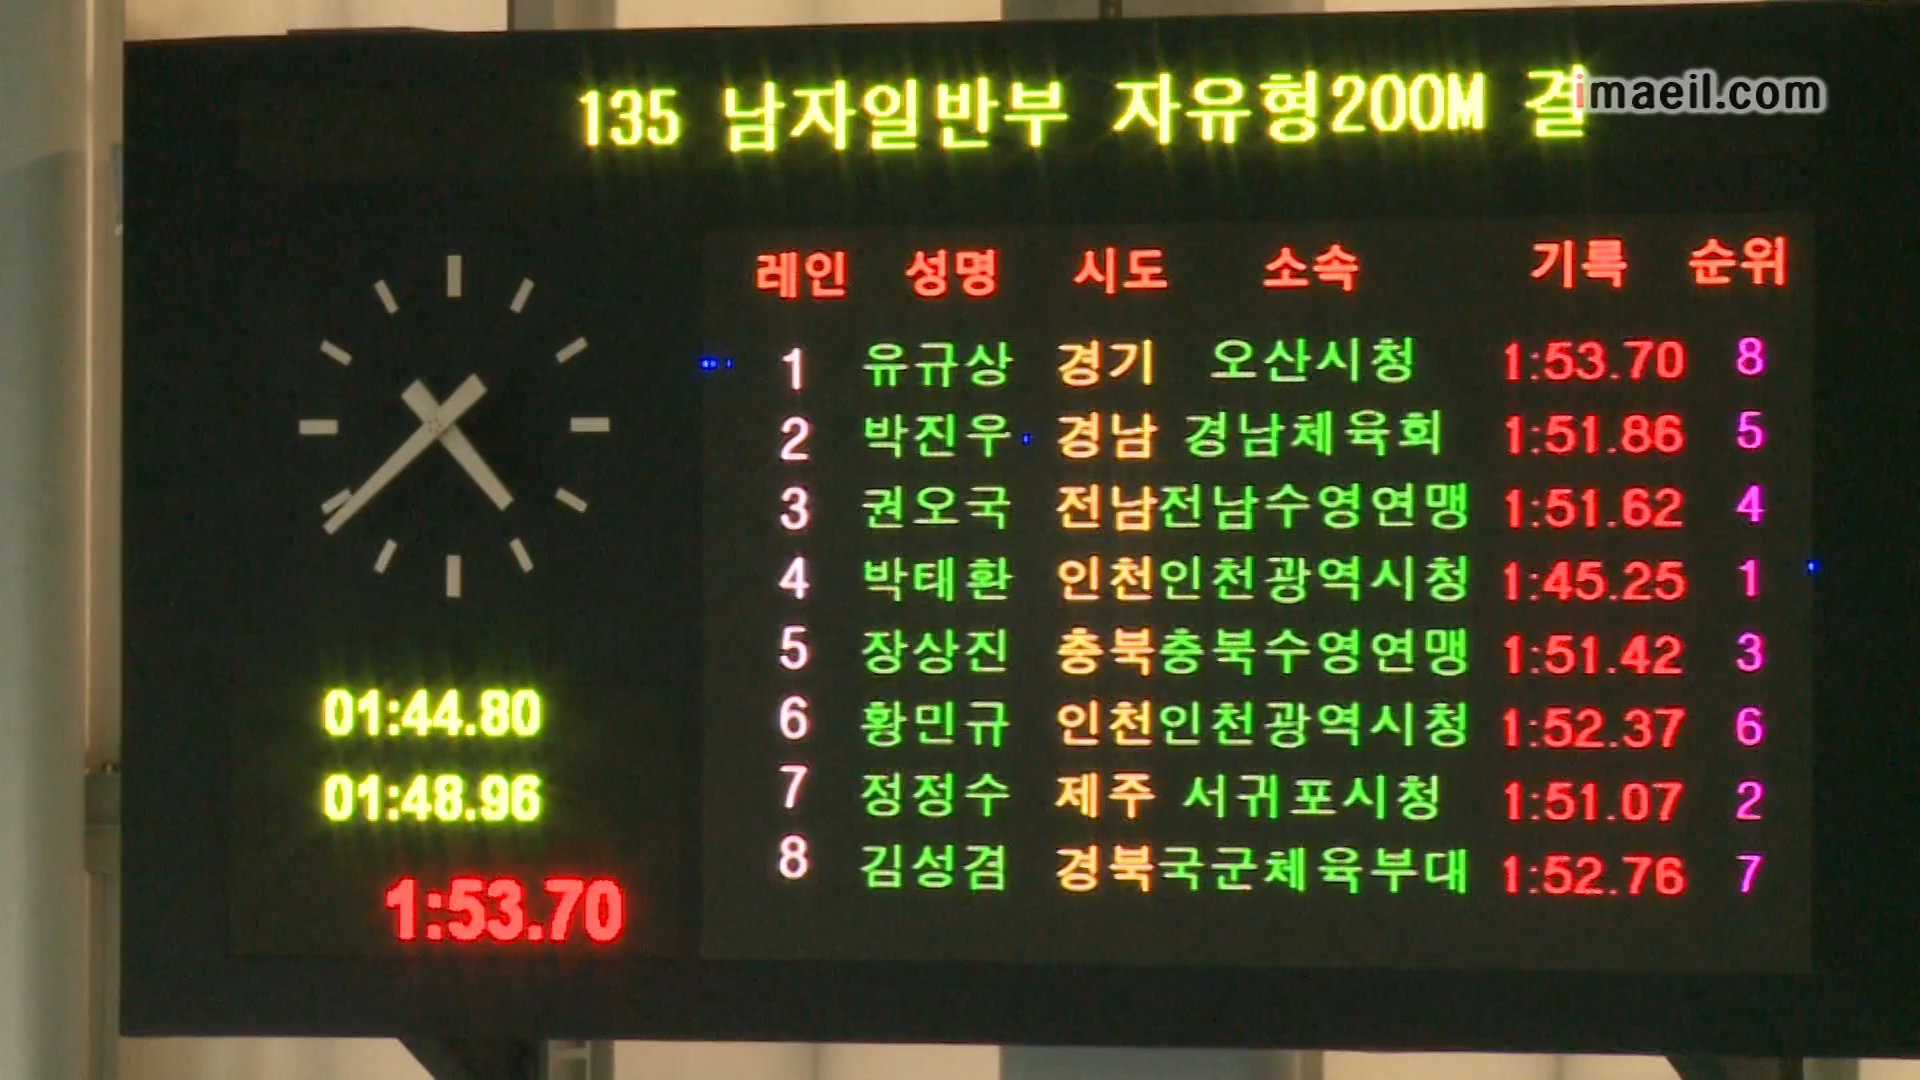 135 남자일반부 자유형200M 결
imaeil.com
레인 성명 시도 소속 기록 순위
1 유규상 경기 오산시청 1:53.70 8
2 박진우 경남 경남체육회 1:51.86 5
3 권오국 전남 전남수영연맹 1:51.62 4
4 박태환 인천 인천광역시청 1:45.25 1
5 장상진 충북 충북수영연맹 1:51.42 3
6 황민규 인천 인천광역시청 1:52.37 6
7 정정수 제주 서귀포시청 1:51.07 2
8 김성겸 경북 국군체육부대 1:52.76 7
01:44.80
01:48.96
1:53.70